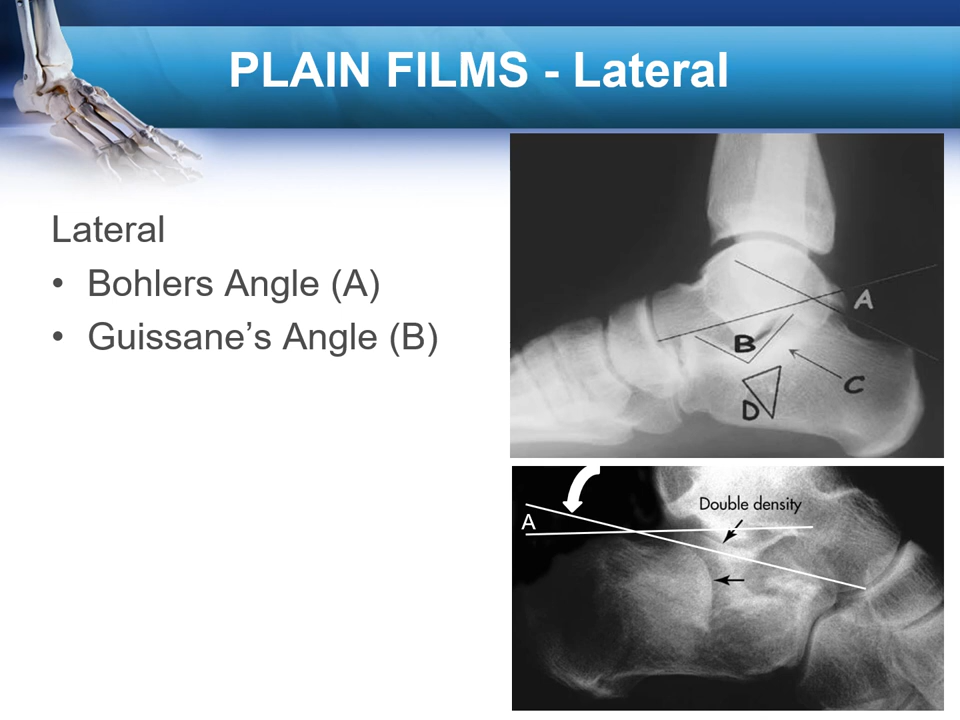 PLAIN FILMS - Lateral
Lateral
• Bohlers Angle (A)
• Guissane’s Angle (B)
A
B
C
D
Double density
A